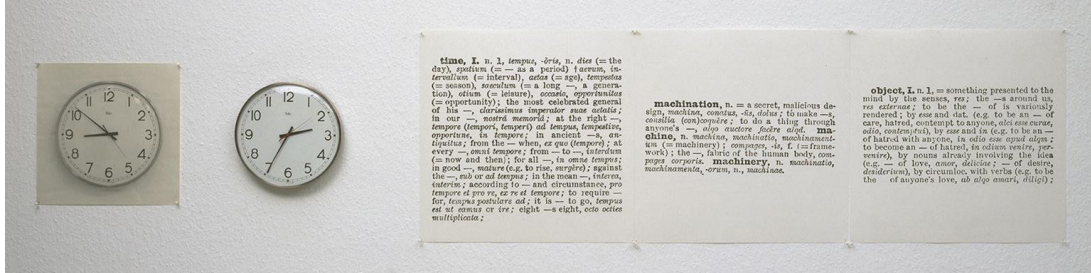 12
1
2
3
4
5
6
7
8
9
10
11
12
1
2
3
4
5
6
7
8
9
10
11
time, I. n. 1, tempus, -ŏris, n. dies (= the
day), spatium (= — as a period) † aevum, in-
tervallum (= interval), aetas (= age), tempestas
(= season), saeculum (= a long —, a genera-
tion), otium (= leisure), occasio, opportunitas
(= opportunity); the most celebrated general
of his —, clarissimus imperator suae aetatis;
in our —, nostrā memoriā; at the right —,
tempore (tempori, temperi) ad tempus, tempestive,
opportune, in tempore; in ancient —s, an-
tiquitus; from the — when, ex quo (tempore); at
every —, omni tempore; from — to —, interdum
(= now and then); for all —, in omne tempus;
in good —, mature (e.g. to rise, surgĕre); against
the —, sub or ad tempus; in the mean —, interea,
interim; according to — and circumstance, pro
tempore et pro re, ex re et tempore; to require —
for, tempus postulare ad; it is — to go, tempus
est ut eamus or ire; eight —s eight, octo octies
multiplicata;
machination, n. = a secret, malicious de-
sign, machina, conatus, -ūs, dolus; to make —s,
consilia (con)coquĕre; to do a thing through
anyone's —, alqo auctore facĕre alqd. ma-
chine, n. machina, machinatio, machinament-
um (= machinery); compages, -is, f. (= frame-
work); the —, fabric of the human body, com-
pages corporis. machinery, n. machinatio,
machinamenta, -orum, n., machinae.
object, I. n. 1, = something presented to the
mind by the senses, res; the —s around us,
res externae; to be the — of is variously
rendered; by esse and dat. (e.g. to be an — of
care, hatred, contempt to anyone, alci esse curae,
odio, contemptui), by esse and in (e.g. to be an —
of hatred with anyone, in odio esse apud alqm;
to become an — of hatred, in odium venire, per-
venire), by nouns already involving the idea
(e.g. — of love, amor, deliciae; — of desire,
desiderium), by circumloc. with verbs (e.g. to be
the of anyone's love, ab alqo amari, diligi);